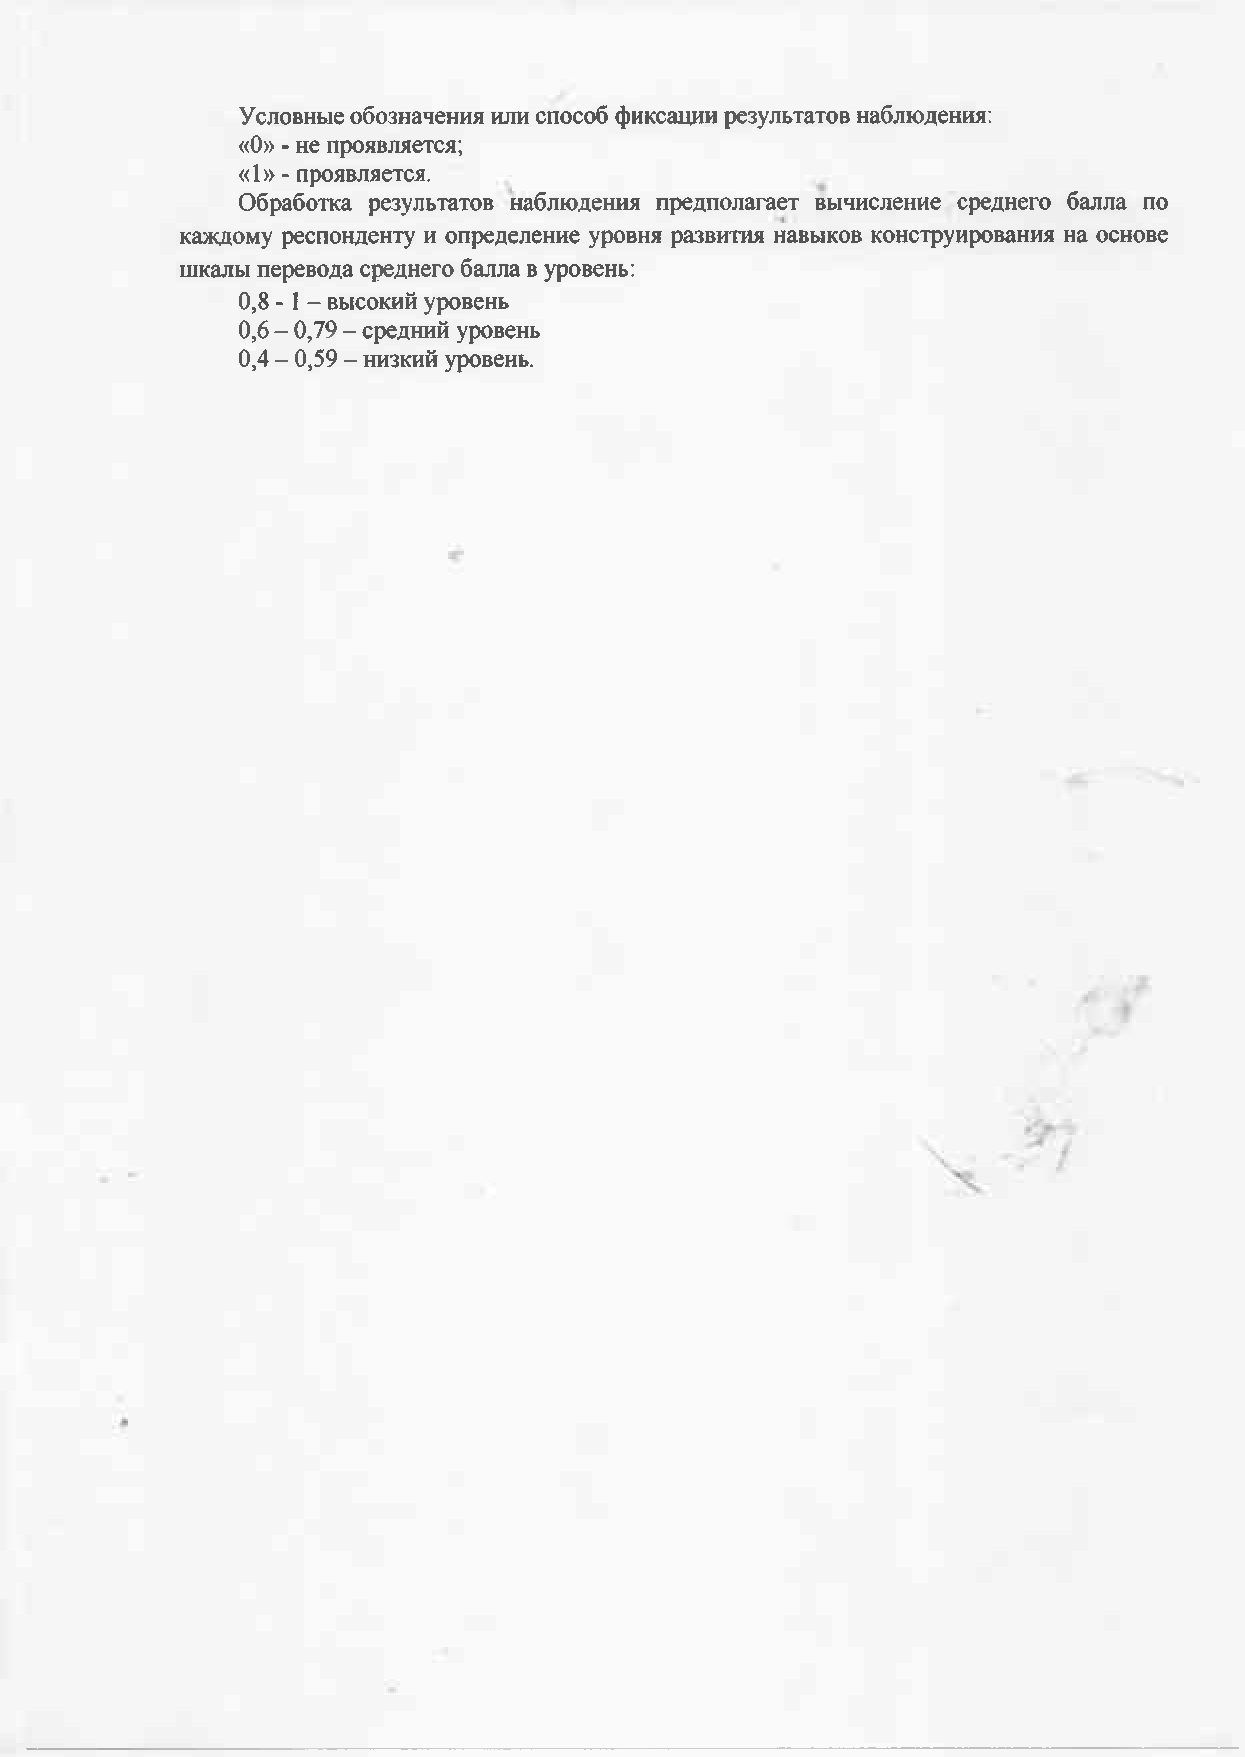 Условные обозначения или способ фиксации результатов наблюдения:
«0» - не проявляется;
«1» - проявляется.
Обработка результатов наблюдения предполагает вычисление среднего балла по
каждому респонденту и определение уровня развития навыков конструирования на основе
шкалы перевода среднего балла в уровень:
0,8 - 1 – высокий уровень
0,6 – 0,79 – средний уровень
0,4 – 0,59 – низкий уровень.